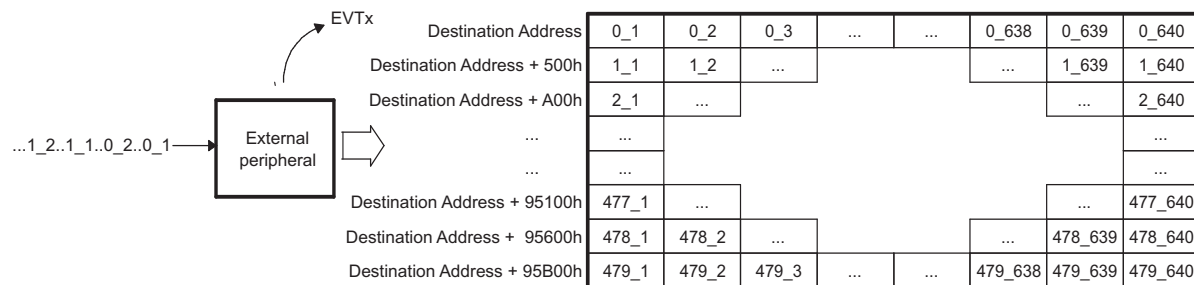 EVTx
Destination Address 0_1 0_2 0_3 ... ... 0_638 0_639 0_640
Destination Address + 500h 1_1 1_2 ... ... 1_639 1_640
Destination Address + A00h 2_1 ... ... 2_640
...1_2..1_1..0_2..0_1 External peripheral
... ... ...
... ... ...
Destination Address + 95100h 477_1 ... ... 477_640
Destination Address + 95600h 478_1 478_2 ... ... 478_639 478_640
Destination Address + 95B00h 479_1 479_2 479_3 ... ... 479_638 479_639 479_640